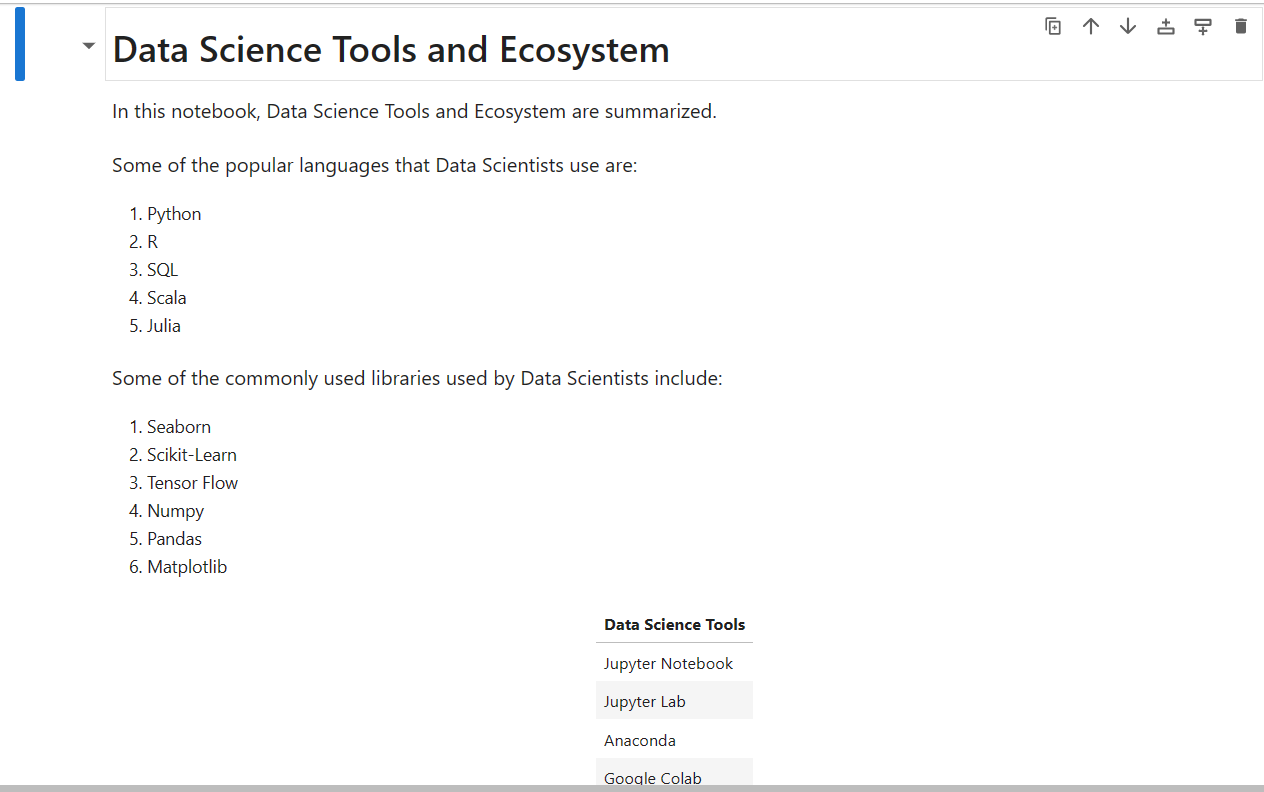 Data Science Tools and Ecosystem
In this notebook, Data Science Tools and Ecosystem are summarized.
Some of the popular languages that Data Scientists use are:
1. Python
2. R
3. SQL
4. Scala
5. Julia
Some of the commonly used libraries used by Data Scientists include:
1. Seaborn
2. Scikit-Learn
3. Tensor Flow
4. Numpy
5. Pandas
6. Matplotlib
Data Science Tools
Jupyter Notebook
Jupyter Lab
Anaconda
Google Colab